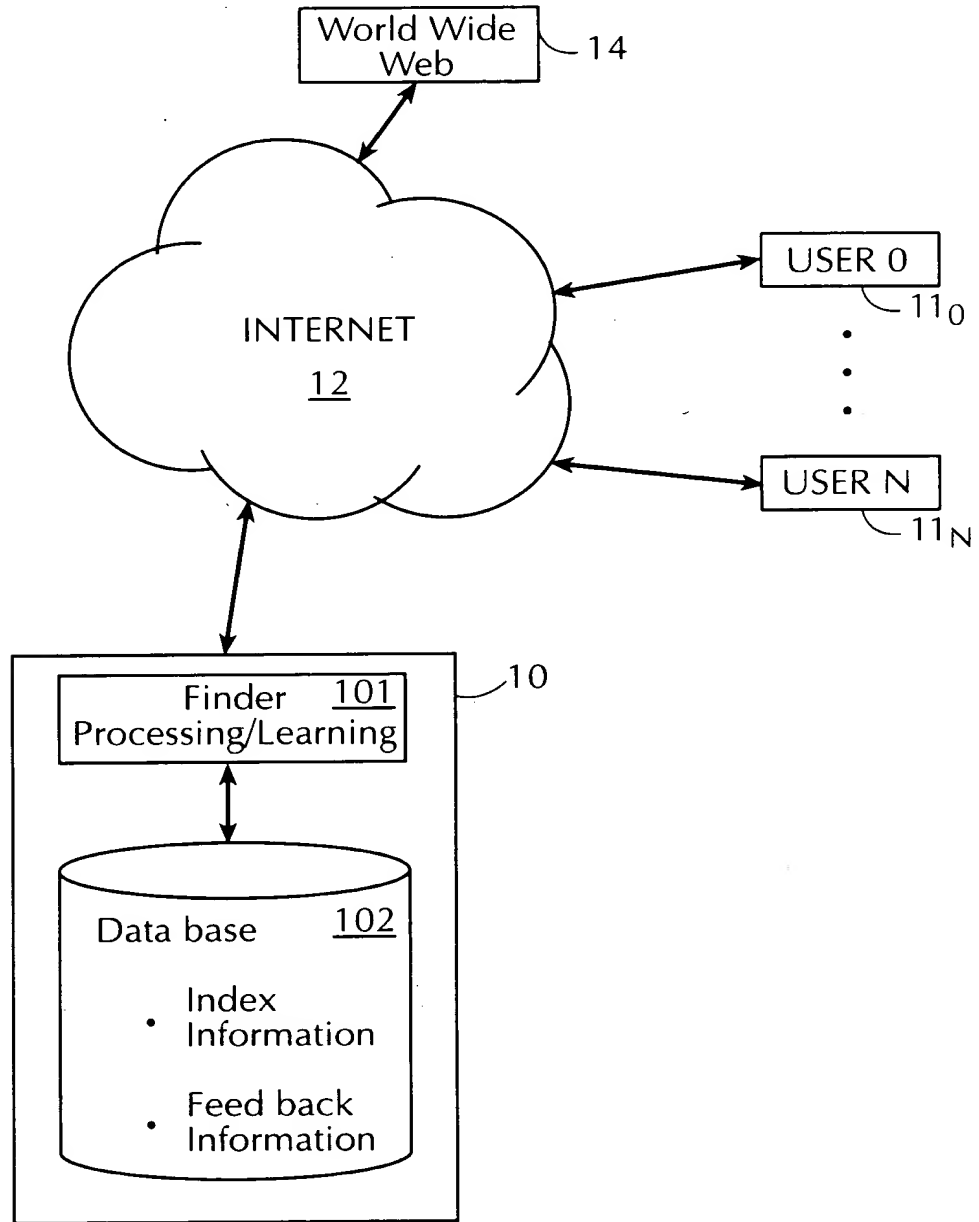 World Wide
Web
14
USER 0
11₀
INTERNET
12
USER N
11_N
10
Finder 101
Processing/Learning
Data base 102
• Index
Information
• Feed back
Information